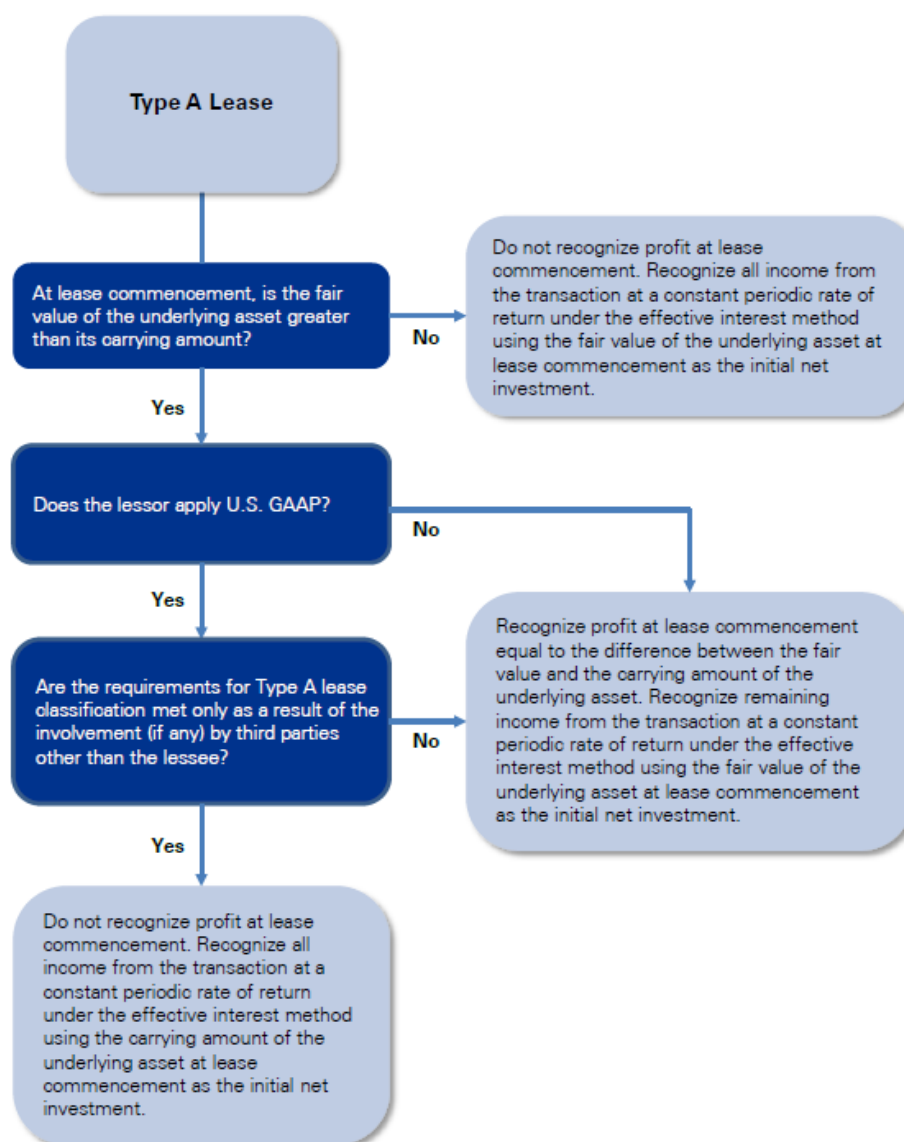 Type A Lease
At lease commencement, is the fair
value of the underlying asset greater
than its carrying amount?
No
Do not recognize profit at lease
commencement. Recognize all income from
the transaction at a constant periodic rate of
return under the effective interest method
using the fair value of the underlying asset at
lease commencement as the initial net
investment.
Yes
Does the lessor apply U.S. GAAP?
No
Yes
Are the requirements for Type A lease
classification met only as a result of the
involvement (if any) by third parties
other than the lessee?
No
Recognize profit at lease commencement
equal to the difference between the fair
value and the carrying amount of the
underlying asset. Recognize remaining
income from the transaction at a constant
periodic rate of return under the effective
interest method using the fair value of the
underlying asset at lease commencement
as the initial net investment.
Yes
Do not recognize profit at lease
commencement. Recognize all
income from the transaction at a
constant periodic rate of return
under the effective interest method
using the carrying amount of the
underlying asset at lease
commencement as the initial net
investment.